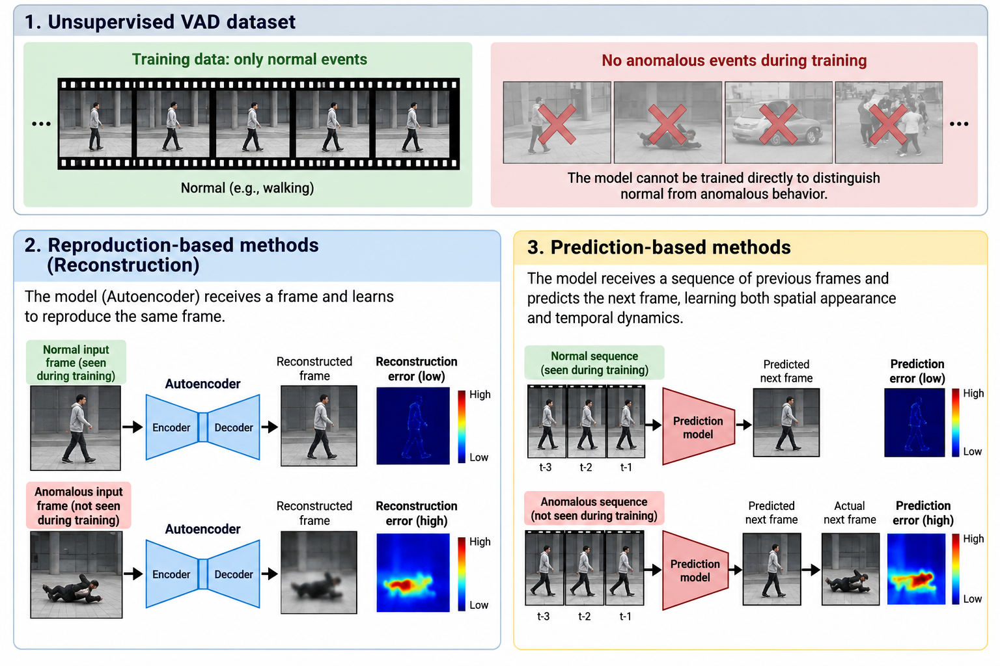 1. Unsupervised VAD dataset
Training data: only normal events
...
Normal (e.g., walking)
No anomalous events during training
...
The model cannot be trained directly to distinguish
normal from anomalous behavior.
2. Reproduction-based methods
(Reconstruction)
The model (Autoencoder) receives a frame and learns
to reproduce the same frame.
Normal input
frame (seen
during training)
Autoencoder
Encoder
Decoder
Reconstructed
frame
Reconstruction
error (low)
High
Low
Anomalous input
frame (not seen
during training)
Autoencoder
Encoder
Decoder
Reconstructed
frame
Reconstruction
error (high)
High
Low
3. Prediction-based methods
The model receives a sequence of previous frames and
predicts the next frame, learning both spatial appearance
and temporal dynamics.
Normal sequence
(seen during training)
t-3
t-2
t-1
Prediction
model
Predicted
next frame
Prediction
error (low)
High
Low
Anomalous sequence
(not seen during training)
t-3
t-2
t-1
Prediction
model
Predicted
next frame
Actual
next frame
Prediction
error (high)
High
Low